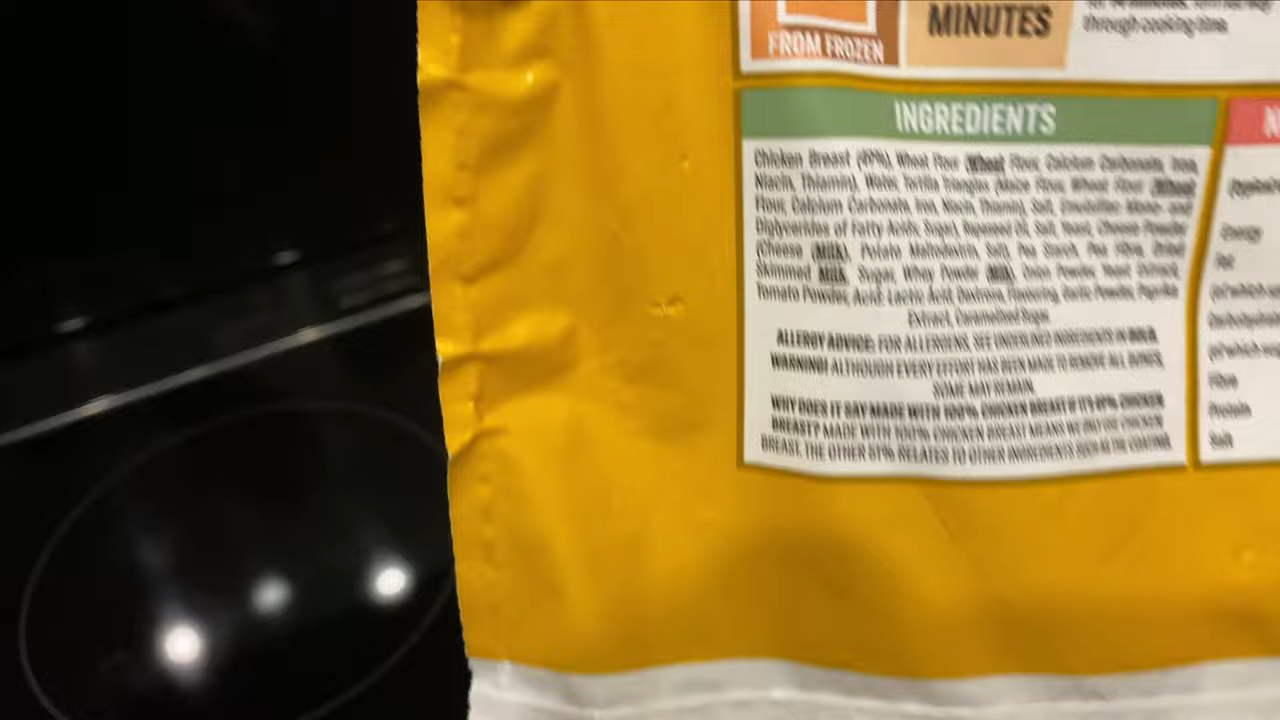 FROM FROZEN
MINUTES
through cooking time.
INGREDIENTS
Chicken Breast Wheat Flour (Wheat Flour, Calcium Carbonate, Iron,
Niacin, Thiamin), Water, Tortilla Triangles (Maize Flour, Wheat Flour (Wheat
Flour, Calcium Carbonate, Iron, Niacin, Thiamin), Salt, Emulsifier: Mono- and
Diglycerides of Fatty Acids, Sugar), Rapeseed Oil, Salt, Yeast, Cheese Powder
(Cheese (Milk), Potato Maltodextrin, Salt), Pea Starch, Pea Fibre, Dried
Skimmed Milk, Sugar, Whey Powder (Milk), Onion Powder, Yeast Extract,
Tomato Powder, Acid: Lactic Acid, Dextrose, Flavouring, Garlic Powder, Paprika
Extract, Caramelised Sugar.
ALLERGY ADVICE: FOR ALLERGENS, SEE UNDERLINED INGREDIENTS IN BOLD.
WARNING! ALTHOUGH EVERY EFFORT HAS BEEN MADE TO REMOVE ALL BONES,
SOME MAY REMAIN.
WHY DOES IT SAY MADE WITH 100% CHICKEN BREAST IF IT'S CHICKEN
BREAST? MADE WITH 100% CHICKEN BREAST MEANS WE ONLY USE CHICKEN
BREAST. THE OTHER RELATES TO OTHER INGREDIENTS SUCH AS THE COATING.
Energy
Fat
Fibre
Protein
Salt